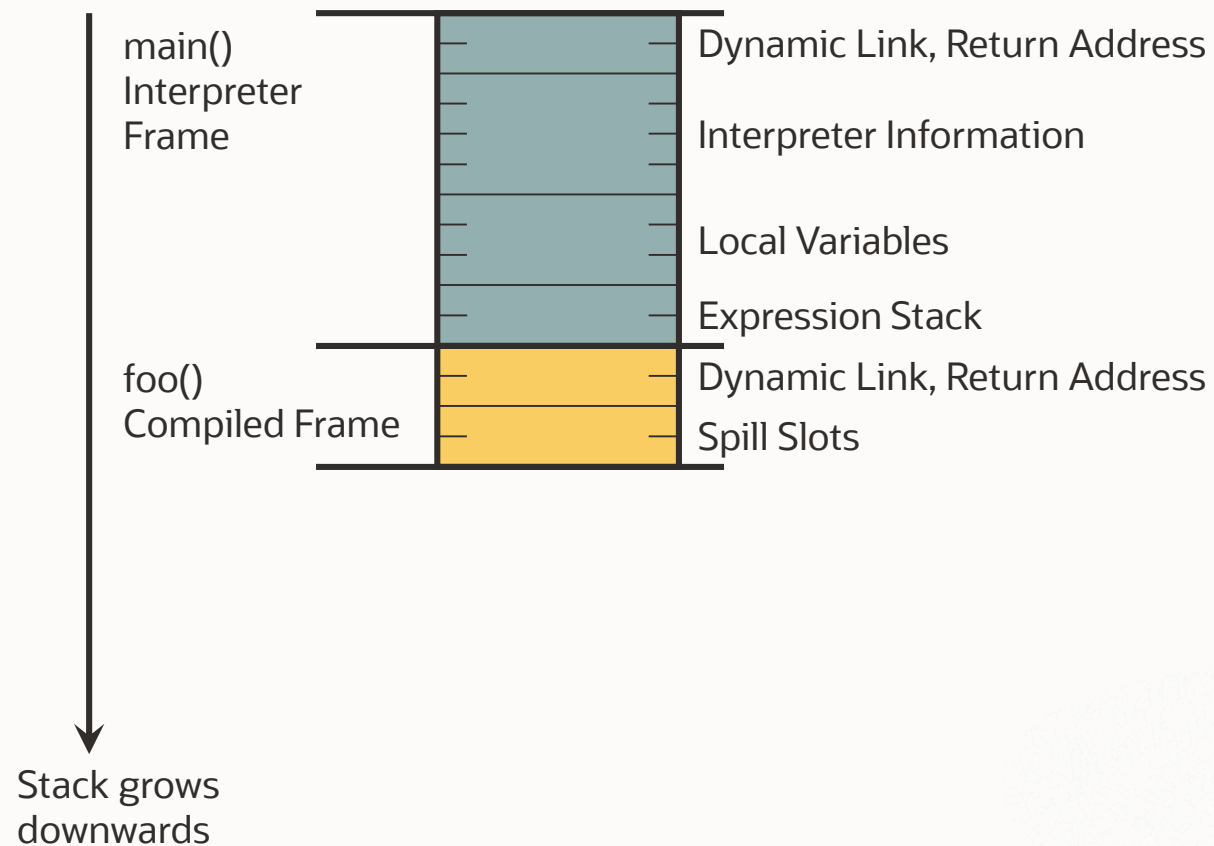 main()
Interpreter
Frame
Dynamic Link, Return Address
Interpreter Information
Local Variables
Expression Stack
foo()
Compiled Frame
Dynamic Link, Return Address
Spill Slots
Stack grows
downwards